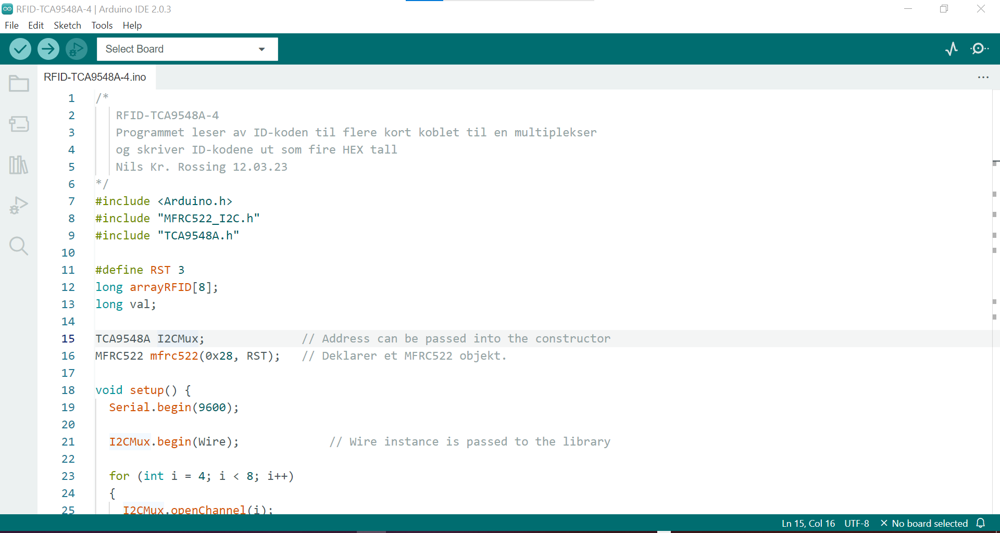 RFID-TCA9548A-4 | Arduino IDE 2.0.3
File Edit Sketch Tools Help
Select Board
RFID-TCA9548A-4.ino
1 /*
2 RFID-TCA9548A-4
3 Programmet leser av ID-koden til flere kort koblet til en multiplekser
4 og skriver ID-kodene ut som fire HEX tall
5 Nils Kr. Rossing 12.03.23
6 */
7 #include <Arduino.h>
8 #include "MFRC522_I2C.h"
9 #include "TCA9548A.h"
10
11 #define RST 3
12 long arrayRFID[8];
13 long val;
14
15 TCA9548A I2CMux; // Address can be passed into the constructor
16 MFRC522 mfrc522(0x28, RST); // Deklarer et MFRC522 objekt.
17
18 void setup() {
19 Serial.begin(9600);
20
21 I2CMux.begin(Wire); // Wire instance is passed to the library
22
23 for (int i = 4; i < 8; i++)
24 {
25 I2CMux.openChannel(i);
Ln 15, Col 16 UTF-8 × No board selected